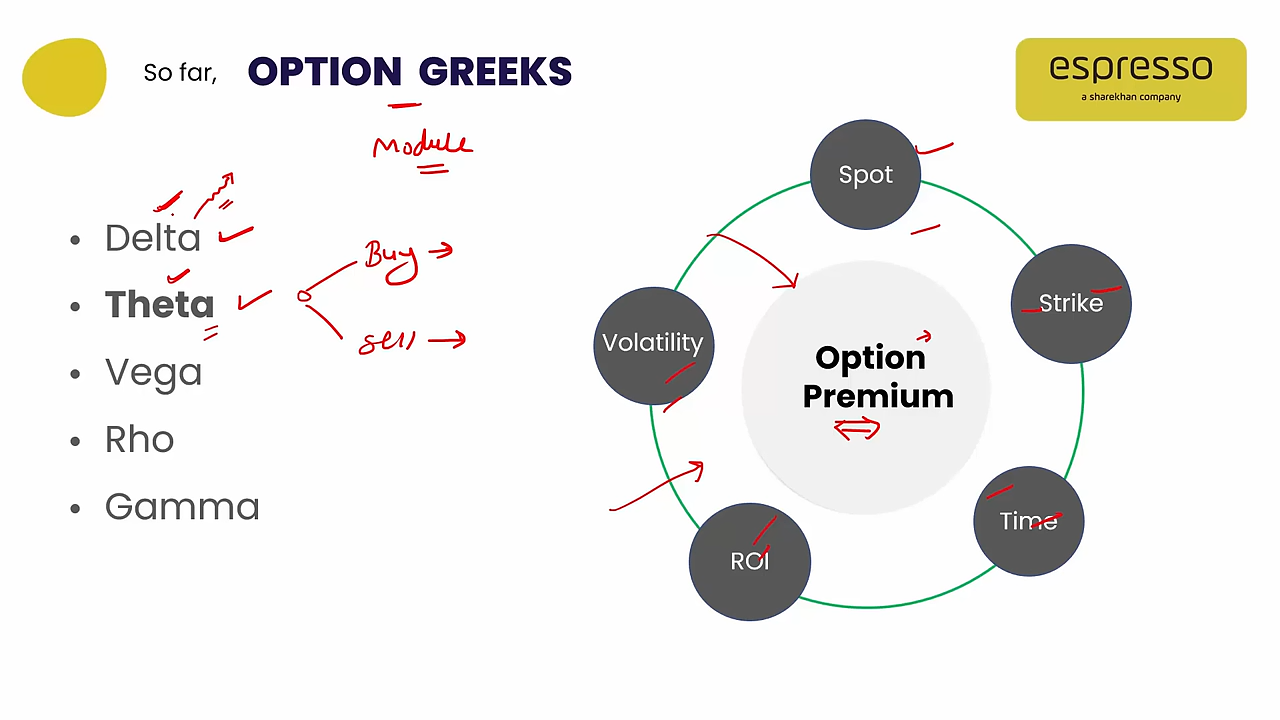 So far, OPTION GREEKS
espresso
a sharekhan company
Module
Delta
Theta
Vega
Rho
Gamma
Buy
Sell
Spot
Strike
Volatility
Option
Premium
Time
ROI